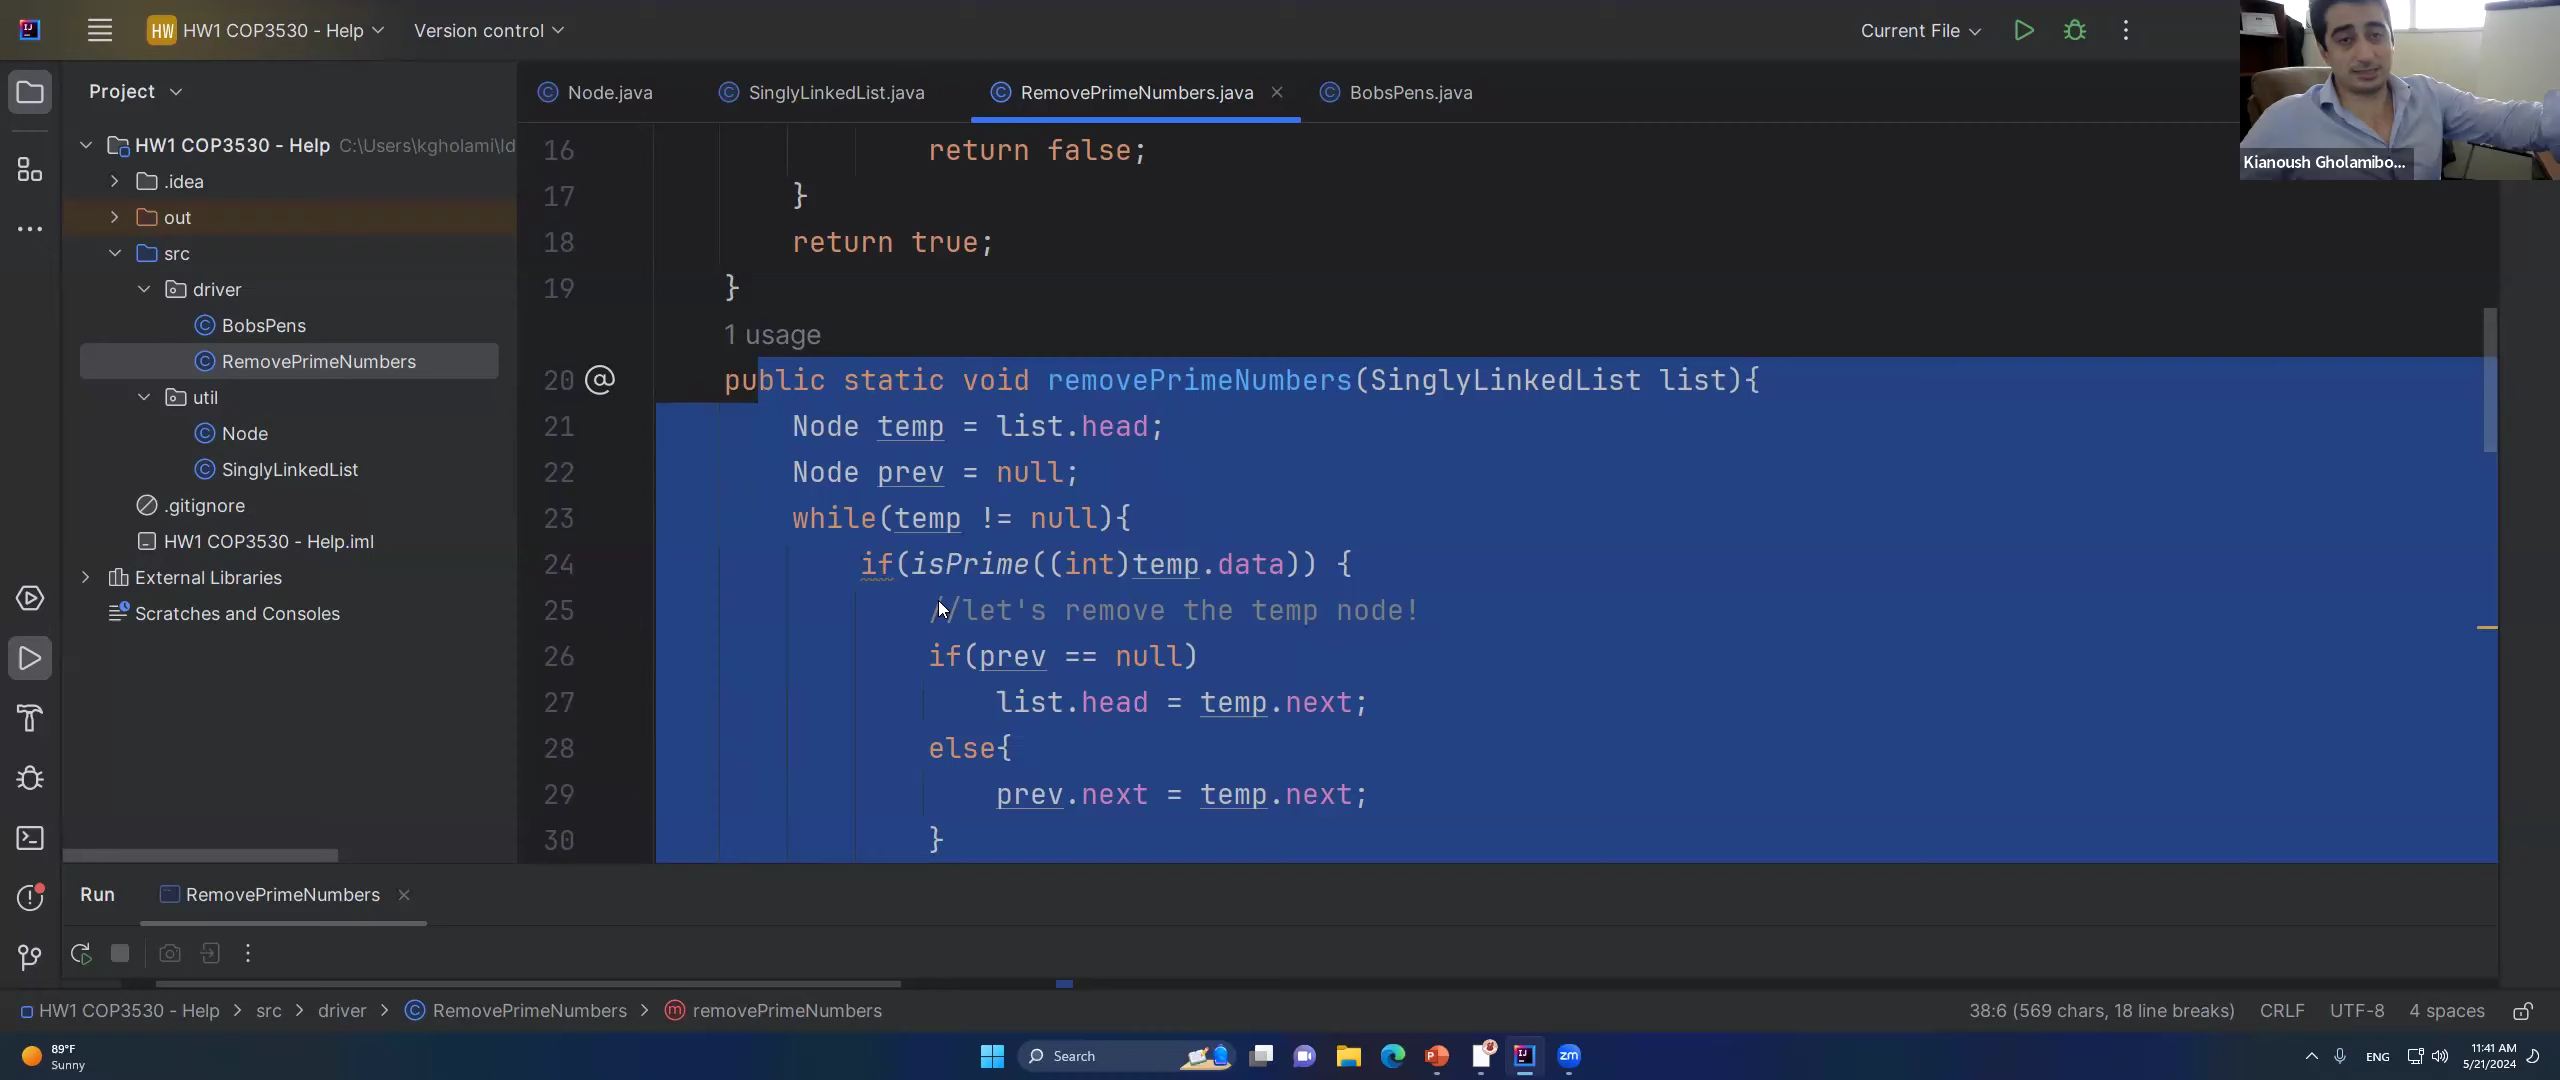 HW HW1 COP3530 - Help Version control Current File
Project
Node.java SinglyLinkedList.java RemovePrimeNumbers.java BobsPens.java
HW1 COP3530 - Help C:\Users\kgholami\Id
.idea
out
src
driver
BobsPens
RemovePrimeNumbers
util
Node
SinglyLinkedList
.gitignore
HW1 COP3530 - Help.iml
External Libraries
Scratches and Consoles
16 return false;
17 }
18 return true;
19 }
1 usage
20 @ public static void removePrimeNumbers(SinglyLinkedList list){
21 Node temp = list.head;
22 Node prev = null;
23 while(temp != null){
24 if(isPrime((int)temp.data)) {
25 //let's remove the temp node!
26 if(prev == null)
27 list.head = temp.next;
28 else{
29 prev.next = temp.next;
30 }
Kianoush Gholamibo...
Run RemovePrimeNumbers
HW1 COP3530 - Help > src > driver > RemovePrimeNumbers > removePrimeNumbers 38:6 (569 chars, 18 line breaks) CRLF UTF-8 4 spaces
89°F
Sunny
Search
zm
ENG
11:41 AM
5/21/2024